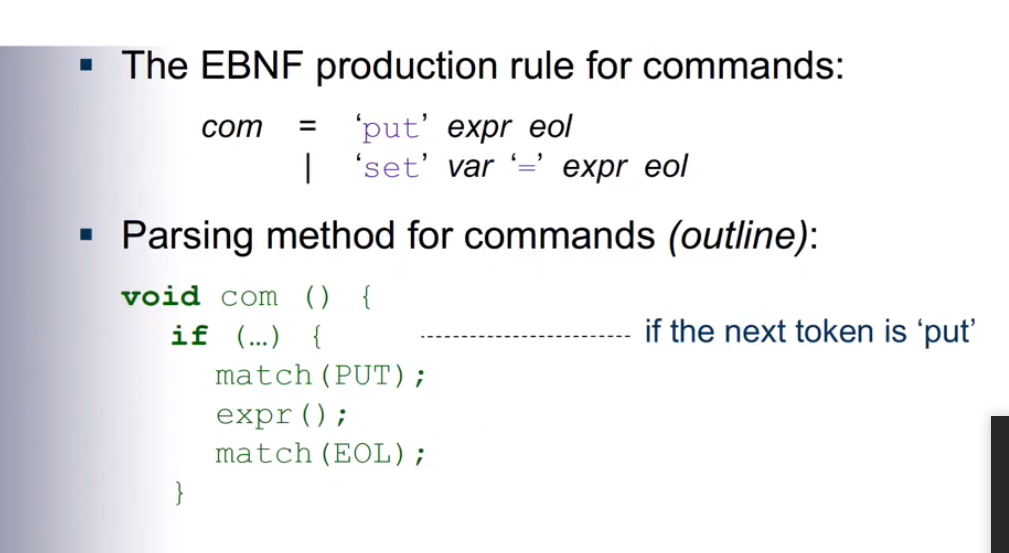 ▪ The EBNF production rule for commands:
com = ‘put’ expr eol
| ‘set’ var ‘=’ expr eol
▪ Parsing method for commands (outline):
void com () {
if (…) { if the next token is ‘put’
match(PUT);
expr();
match(EOL);
}